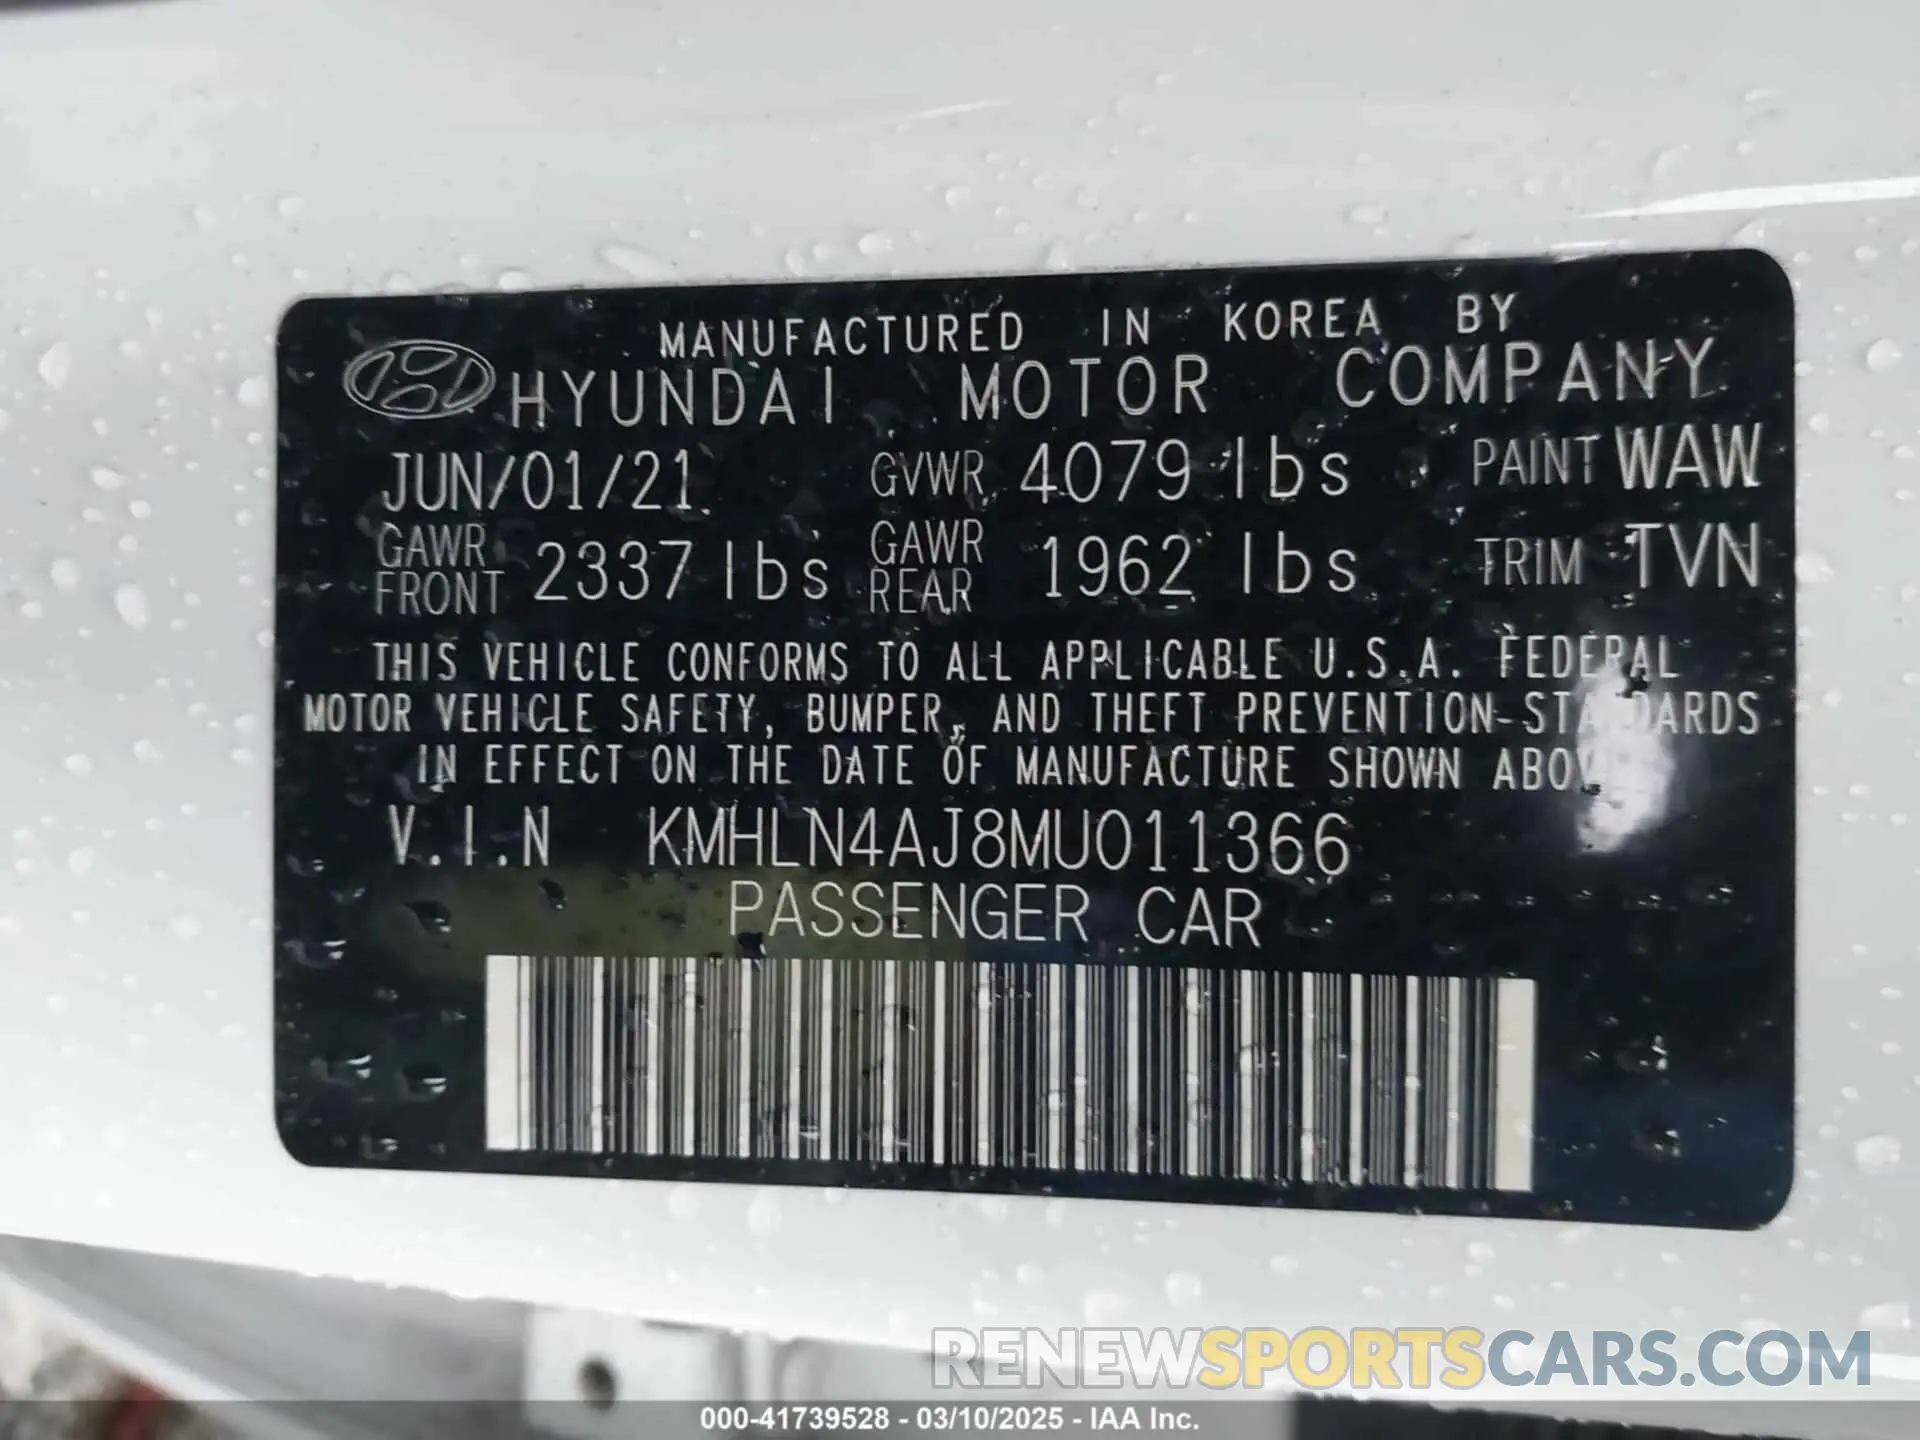 MANUFACTURED IN KOREA BY
HYUNDAI MOTOR COMPANY
JUN/01/21 GVWR 4079 lbs PAINT WAW
GAWR FRONT 2337 lbs GAWR REAR 1962 lbs TRIM TVN
THIS VEHICLE CONFORMS TO ALL APPLICABLE U.S.A. FEDERAL
MOTOR VEHICLE SAFETY, BUMPER, AND THEFT PREVENTION STANDARDS
IN EFFECT ON THE DATE OF MANUFACTURE SHOWN ABOVE
V.I.N KMHLN4AJ8MU011366
PASSENGER CAR
RENEWSPORTSCARS.COM
000-41739528 - 03/10/2025 - IAA Inc.